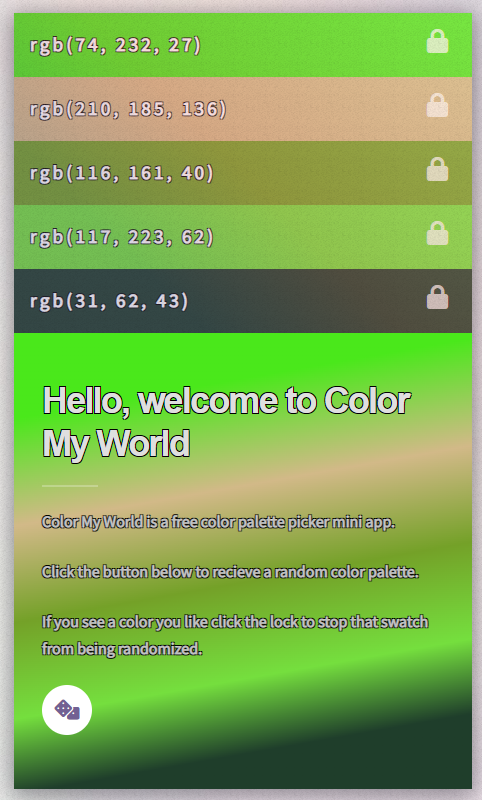 rgb(74, 232, 27)
rgb(210, 185, 136)
rgb(116, 161, 40)
rgb(117, 223, 62)
rgb(31, 62, 43)
Hello, welcome to Color
My World
Color My World is a free color palette picker mini app.
Click the button below to recieve a random color palette.
If you see a color you like click the lock to stop that swatch
from being randomized.